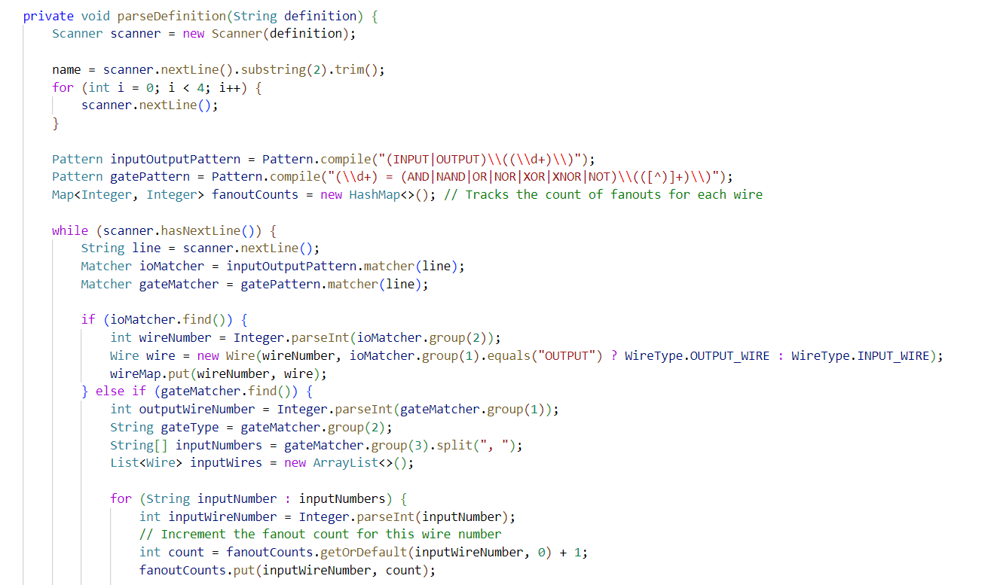 private void parseDefinition(String definition) {
Scanner scanner = new Scanner(definition);
name = scanner.nextLine().substring(2).trim();
for (int i = 0; i < 4; i++) {
scanner.nextLine();
}
Pattern inputOutputPattern = Pattern.compile("(INPUT|OUTPUT)\\((\\d+)\\)");
Pattern gatePattern = Pattern.compile("(\\d+) = (AND|NAND|OR|NOR|XOR|XNOR|NOT)\\(([^)]+)\\)");
Map<Integer, Integer> fanoutCounts = new HashMap<>(); // Tracks the count of fanouts for each wire
while (scanner.hasNextLine()) {
String line = scanner.nextLine();
Matcher ioMatcher = inputOutputPattern.matcher(line);
Matcher gateMatcher = gatePattern.matcher(line);
if (ioMatcher.find()) {
int wireNumber = Integer.parseInt(ioMatcher.group(2));
Wire wire = new Wire(wireNumber, ioMatcher.group(1).equals("OUTPUT") ? WireType.OUTPUT_WIRE : WireType.INPUT_WIRE);
wireMap.put(wireNumber, wire);
} else if (gateMatcher.find()) {
int outputWireNumber = Integer.parseInt(gateMatcher.group(1));
String gateType = gateMatcher.group(2);
String[] inputNumbers = gateMatcher.group(3).split(", ");
List<Wire> inputWires = new ArrayList<>();
for (String inputNumber : inputNumbers) {
int inputWireNumber = Integer.parseInt(inputNumber);
// Increment the fanout count for this wire number
int count = fanoutCounts.getOrDefault(inputWireNumber, 0) + 1;
fanoutCounts.put(inputWireNumber, count);